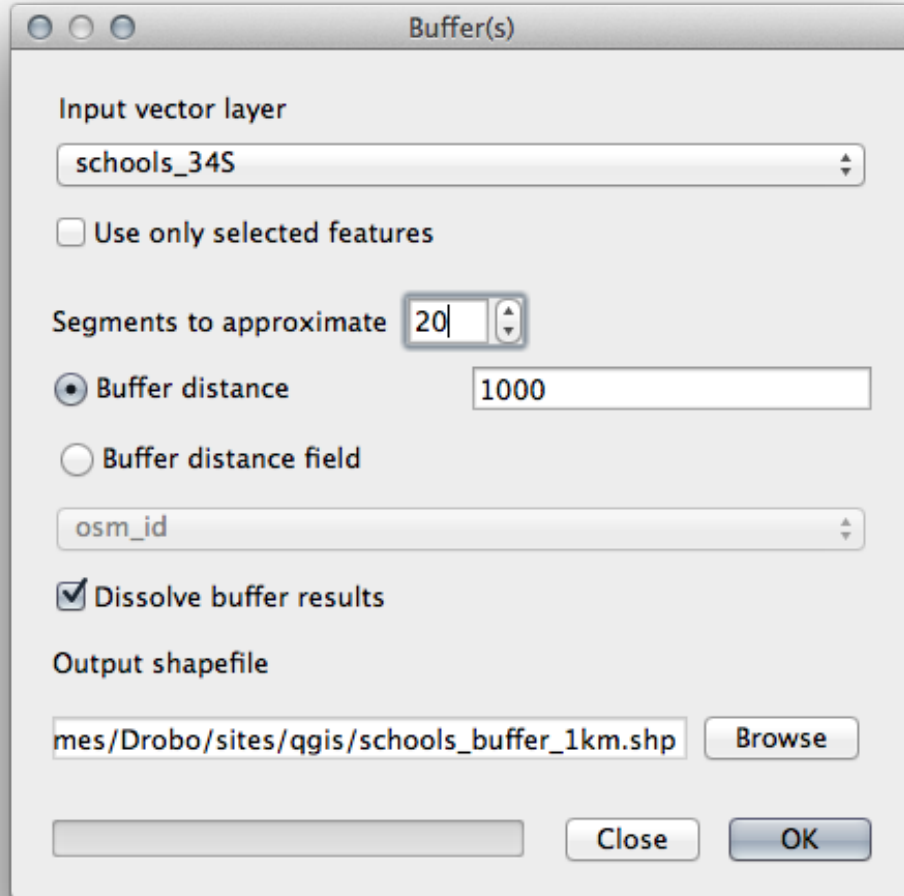 Buffer(s)
Input vector layer
schools_34S
Use only selected features
Segments to approximate 20
Buffer distance 1000
Buffer distance field
osm_id
Dissolve buffer results
Output shapefile
mes/Drobo/sites/qgis/schools_buffer_1km.shp Browse
Close OK